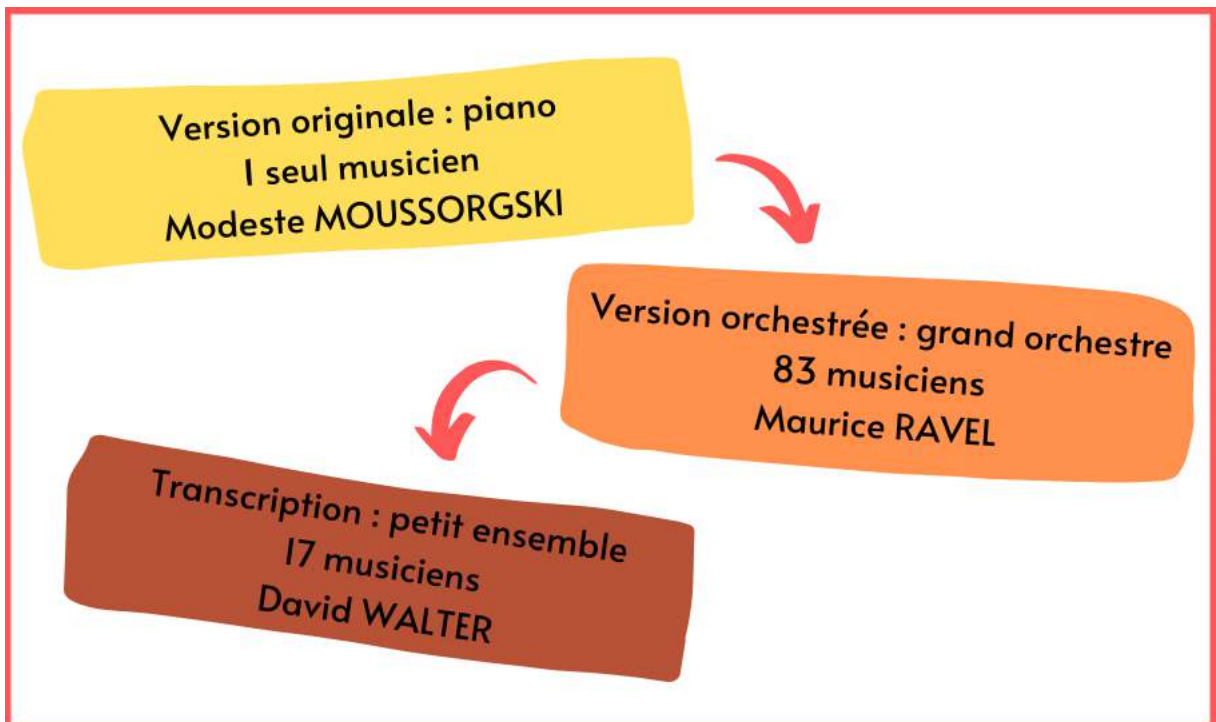 Version originale : piano
1 seul musicien
Modeste MOUSSORGSKI
Version orchestrée : grand orchestre
83 musiciens
Maurice RAVEL
Transcription : petit ensemble
17 musiciens
David WALTER